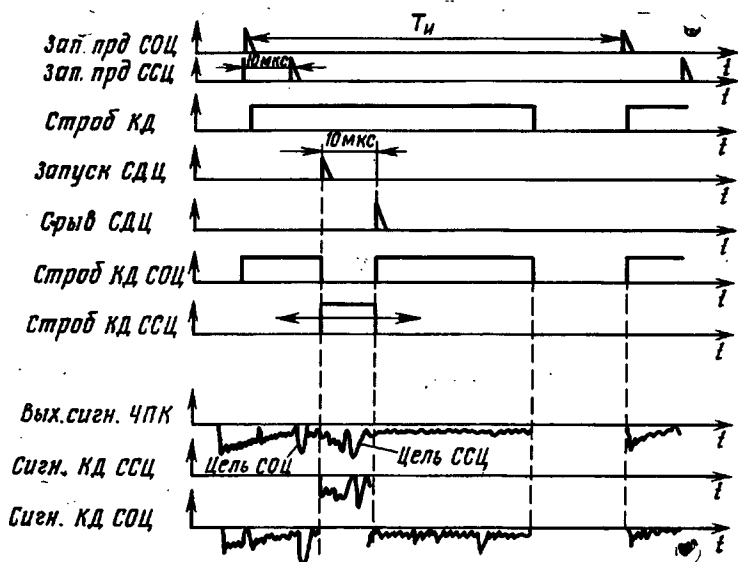 Tи
Зап. прд СОЦ
t
10мкс
Зап. прд ССЦ
t
Строб КД
t
10мкс
Запуск СДЦ
t
Срыв СДЦ
t
Строб КД СОЦ
t
Строб КД ССЦ
t
Вых.сигн. ЧПК
t
Цель СОЦ
Цель ССЦ
Сигн. КД ССЦ
t
Сигн. КД СОЦ
t